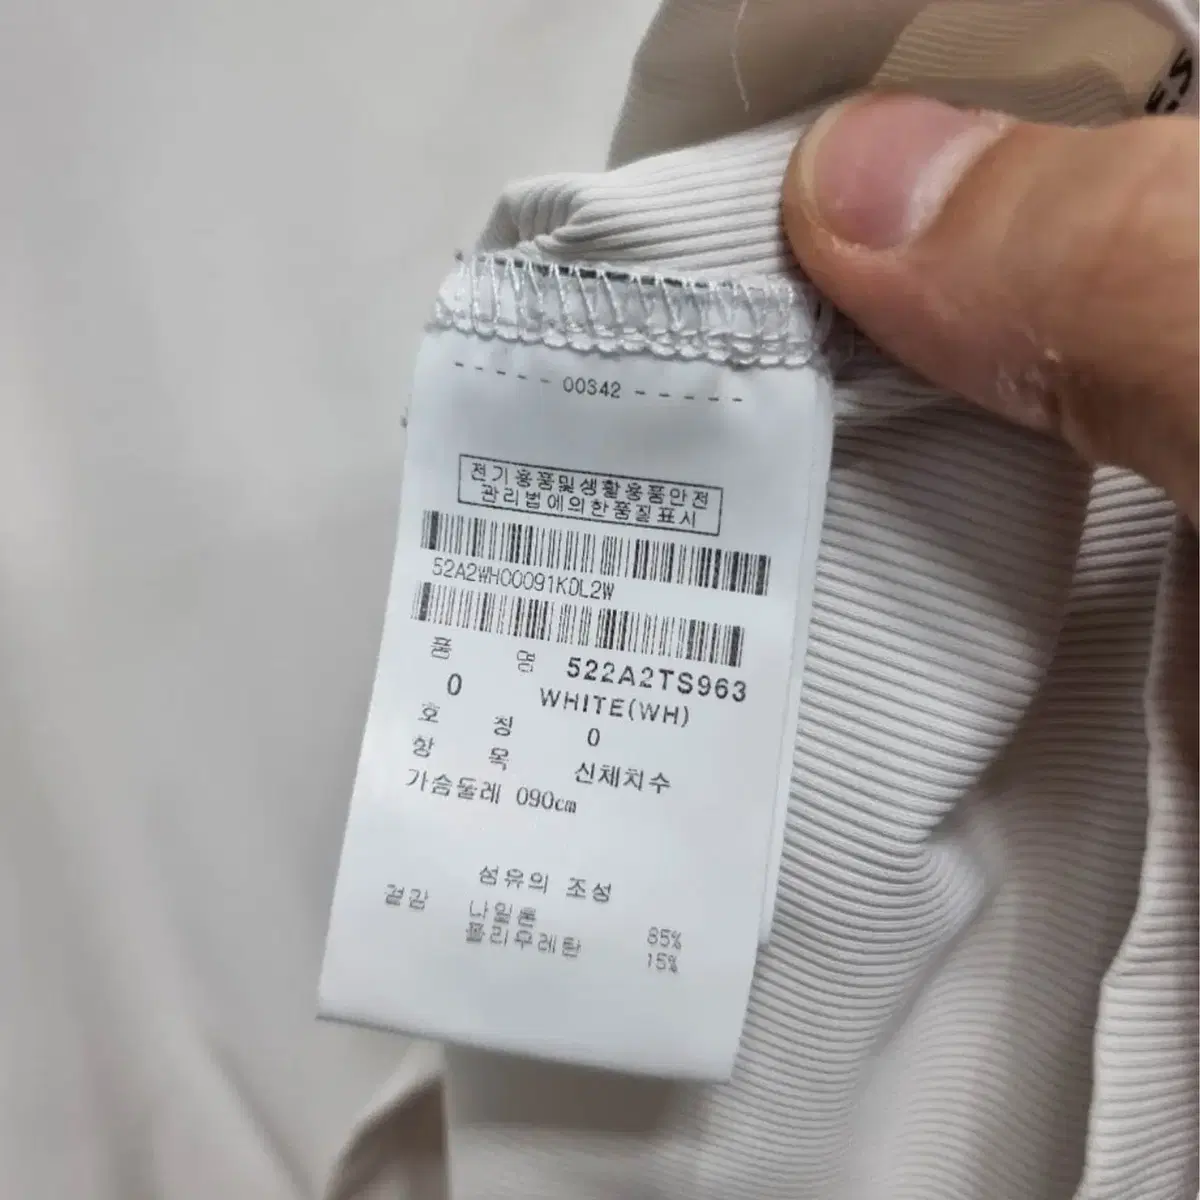 ----- 00342 -----
전기용품및생활용품안전
관리법에의한품질표시
52A2WH00091KDL2W
품 명 522A2TS963
0 WHITE(WH)
호 칭 0
항 목 신체치수
가슴둘레 090cm
섬유의 조성
겉감 나일론 85%
폴리우레탄 15%
ES